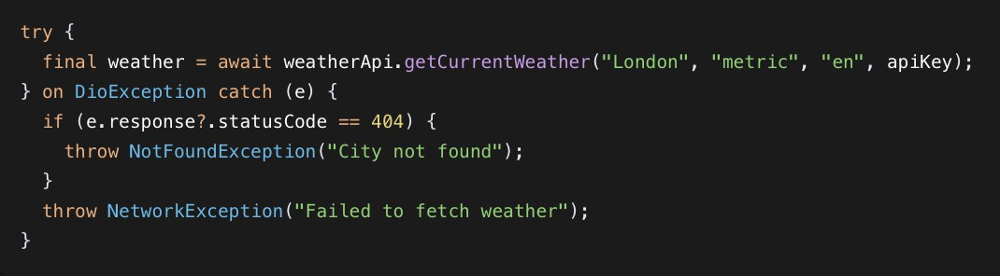 try {
  final weather = await weatherApi.getCurrentWeather("London", "metric", "en", apiKey);
} on DioException catch (e) {
  if (e.response?.statusCode == 404) {
    throw NotFoundException("City not found");
  }
  throw NetworkException("Failed to fetch weather");
}